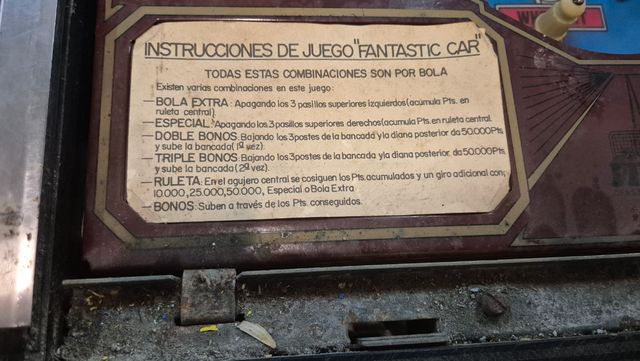 INSTRUCCIONES DE JUEGO "FANTASTIC CAR"
TODAS ESTAS COMBINACIONES SON POR BOLA
Existen varias combinaciones en este juego:
— BOLA EXTRA: Apagando los 3 pasillos superiores izquierdos (acúmula Pts. en
ruleta central).
— ESPECIAL: Apagando los 3 pasillos superiores derechos (acumula Pts. en ruleta central.
— DOBLE BONOS: Bajando los 3 postes de la bancada y la diana posterior da 50.000 Pts.
y sube la bancada (1ª vez).
— TRIPLE BONOS: Bajando los 3 postes de la bancada y la diana posterior da 50.000 Pts.
y sube la bancada (2ª vez).
— RULETA: En el agujero central se cosiguen los Pts. acumulados y un giro adicional con;
10.000, 25.000, 50.000, Especial o Bola Extra
— BONOS: Suben a través de los Pts. conseguidos.